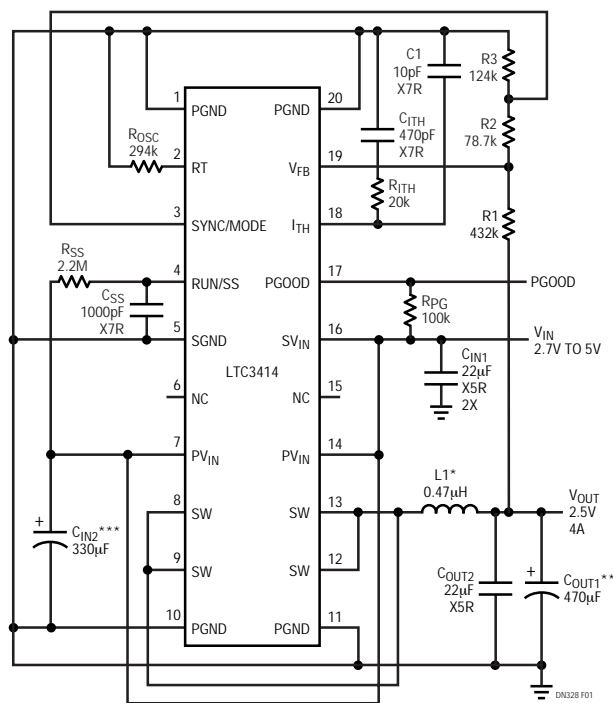 C1
10pF
X7R
R3
124k
1
PGND
PGND
20
CITH
470pF
X7R
R2
78.7k
ROSC
294k
2
RT
VFB
19
RITH
20k
R1
432k
3
SYNC/MODE
ITH
18
RSS
2.2M
4
RUN/SS
PGOOD
17
PGOOD
CSS
1000pF
X7R
RPG
100k
5
SGND
SVIN
16
VIN
2.7V TO 5V
LTC3414
CIN1
22µF
X5R
2X
6
NC
NC
15
7
PVIN
PVIN
14
L1*
0.47µH
8
SW
SW
13
VOUT
2.5V
4A
+
CIN2***
330µF
9
SW
SW
12
COUT2
22µF
X5R
+
COUT1**
470µF
10
PGND
PGND
11
DN328 F01